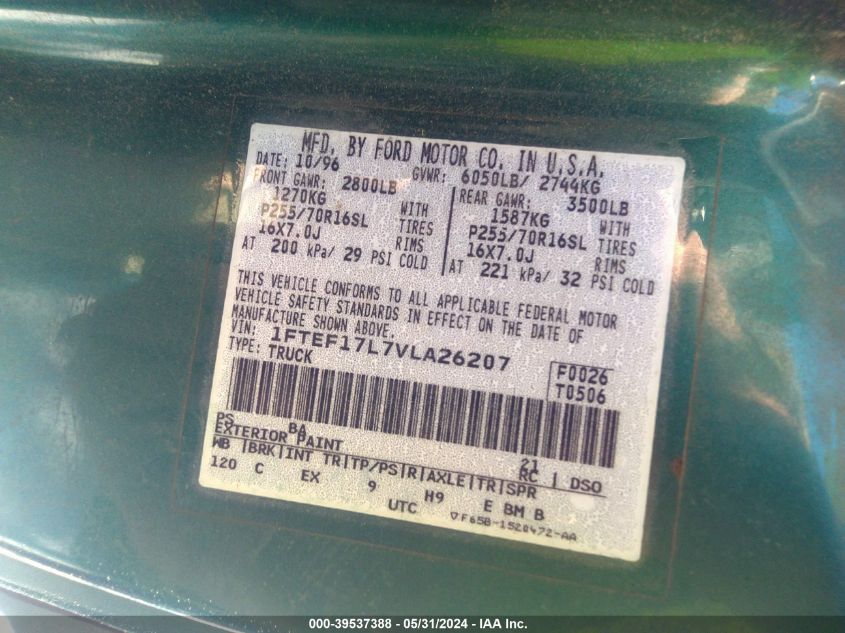 MFD. BY FORD MOTOR CO. IN U.S.A.
DATE: 10/96 GVWR: 6050LB/ 2744KG
FRONT GAWR: 2800LB REAR GAWR: 3500LB
1270KG WITH 1587KG WITH
P255/70R16SL TIRES P255/70R16SL TIRES
16X7.0J RIMS 16X7.0J RIMS
AT 200 kPa/ 29 PSI COLD AT 221 kPa/ 32 PSI COLD
THIS VEHICLE CONFORMS TO ALL APPLICABLE FEDERAL MOTOR
VEHICLE SAFETY STANDARDS IN EFFECT ON THE DATE OF
MANUFACTURE SHOWN ABOVE.
VIN: 1FTEF17L7VLA26207
TYPE: TRUCK
F0026
T0506
PS BA 21
EXTERIOR PAINT RC | DSO
WB |BRK|INT TR|TP/PS|R|AXLE|TR|SPR
120 C EX 9 H9 E BM B
UTC ▽F65B-1520472-AA
000-39537388 - 05/31/2024 - IAA Inc.